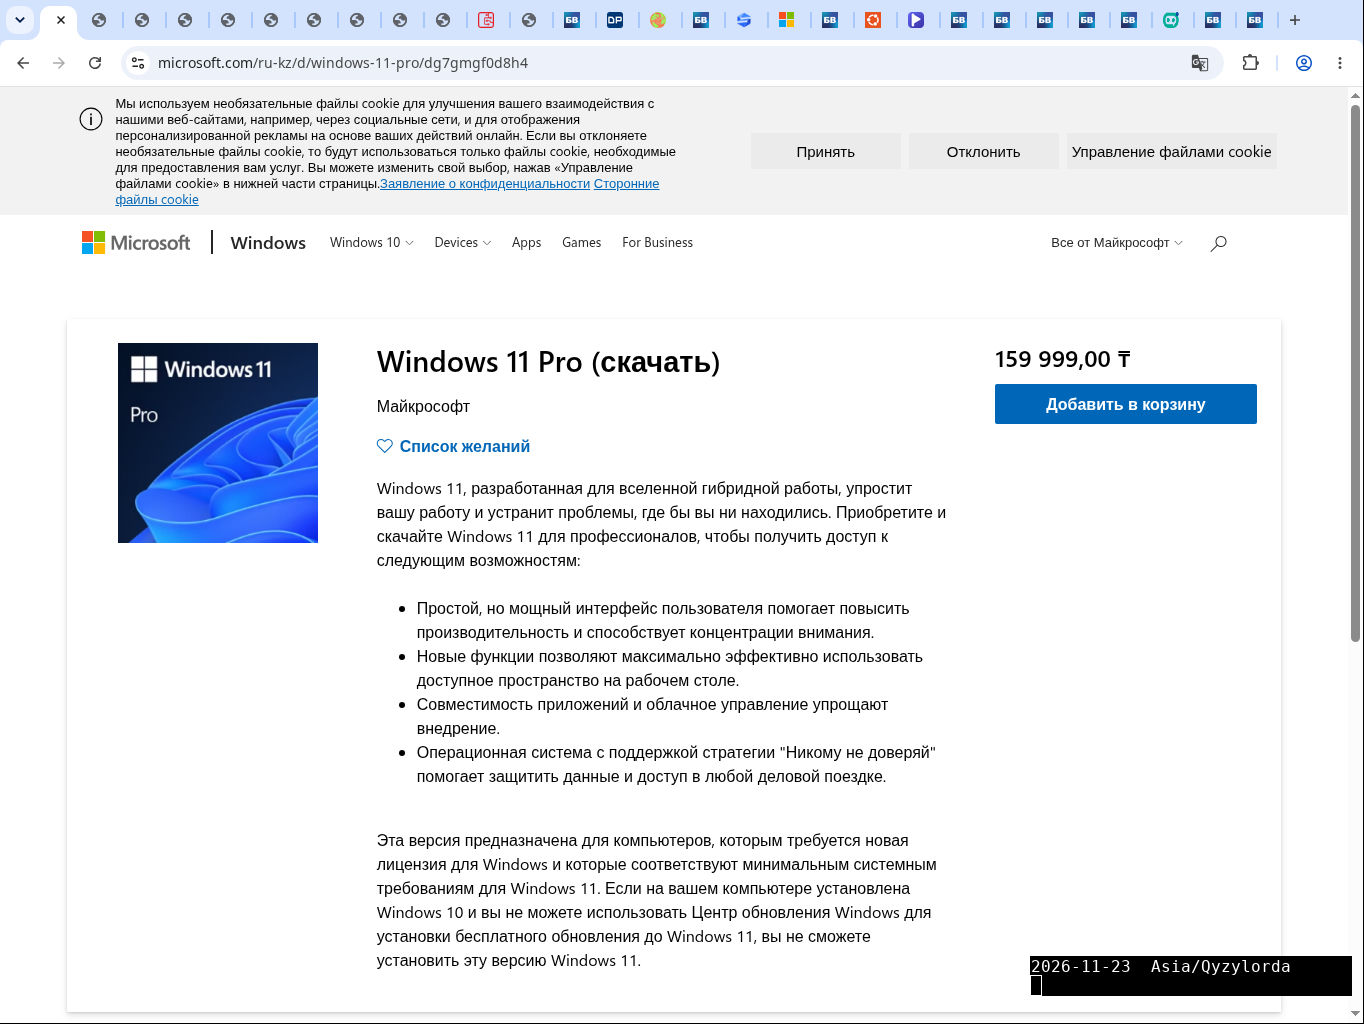 microsoft.com/ru-kz/d/windows-11-pro/dg7gmgf0d8h4
Мы используем необязательные файлы cookie для улучшения вашего взаимодействия с
нашими веб-сайтами, например, через социальные сети, и для отображения
персонализированной рекламы на основе ваших действий онлайн. Если вы отклоняете
необязательные файлы cookie, то будут использоваться только файлы cookie, необходимые
для предоставления вам услуг. Вы можете изменить свой выбор, нажав «Управление
файлами cookie» в нижней части страницы.Заявление о конфиденциальности Сторонние
файлы cookie
Принять
Отклонить
Управление файлами cookie
Microsoft
Windows
Windows 10
Devices
Apps
Games
For Business
Все от Майкрософт
Windows 11
Pro
Windows 11 Pro (скачать)
Майкрософт
Список желаний
159 999,00 ₸
Добавить в корзину
Windows 11, разработанная для вселенной гибридной работы, упростит
вашу работу и устранит проблемы, где бы вы ни находились. Приобретите и
скачайте Windows 11 для профессионалов, чтобы получить доступ к
следующим возможностям:
Простой, но мощный интерфейс пользователя помогает повысить
производительность и способствует концентрации внимания.
Новые функции позволяют максимально эффективно использовать
доступное пространство на рабочем столе.
Совместимость приложений и облачное управление упрощают
внедрение.
Операционная система с поддержкой стратегии "Никому не доверяй"
помогает защитить данные и доступ в любой деловой поездке.
Эта версия предназначена для компьютеров, которым требуется новая
лицензия для Windows и которые соответствуют минимальным системным
требованиям для Windows 11. Если на вашем компьютере установлена
Windows 10 и вы не можете использовать Центр обновления Windows для
установки бесплатного обновления до Windows 11, вы не сможете
установить эту версию Windows 11.
2026-11-23 Asia/Qyzylorda